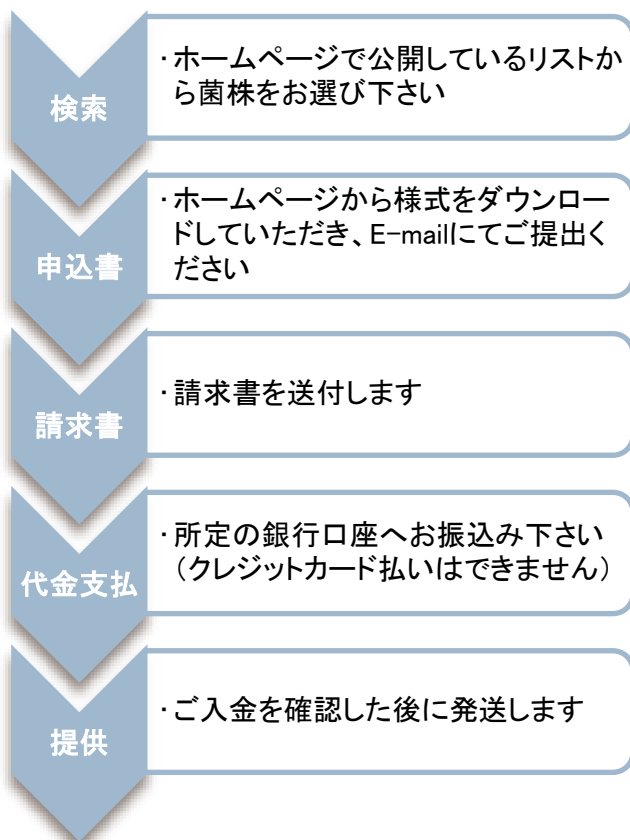 検索
・ホームページで公開しているリストか
ら菌株をお選び下さい
申込書
・ホームページから様式をダウンロー
ドしていただき、E-mailにてご提出く
ださい
請求書
・請求書を送付します
代金支払
・所定の銀行口座へお振込み下さい
（クレジットカード払いはできません）
提供
・ご入金を確認した後に発送します